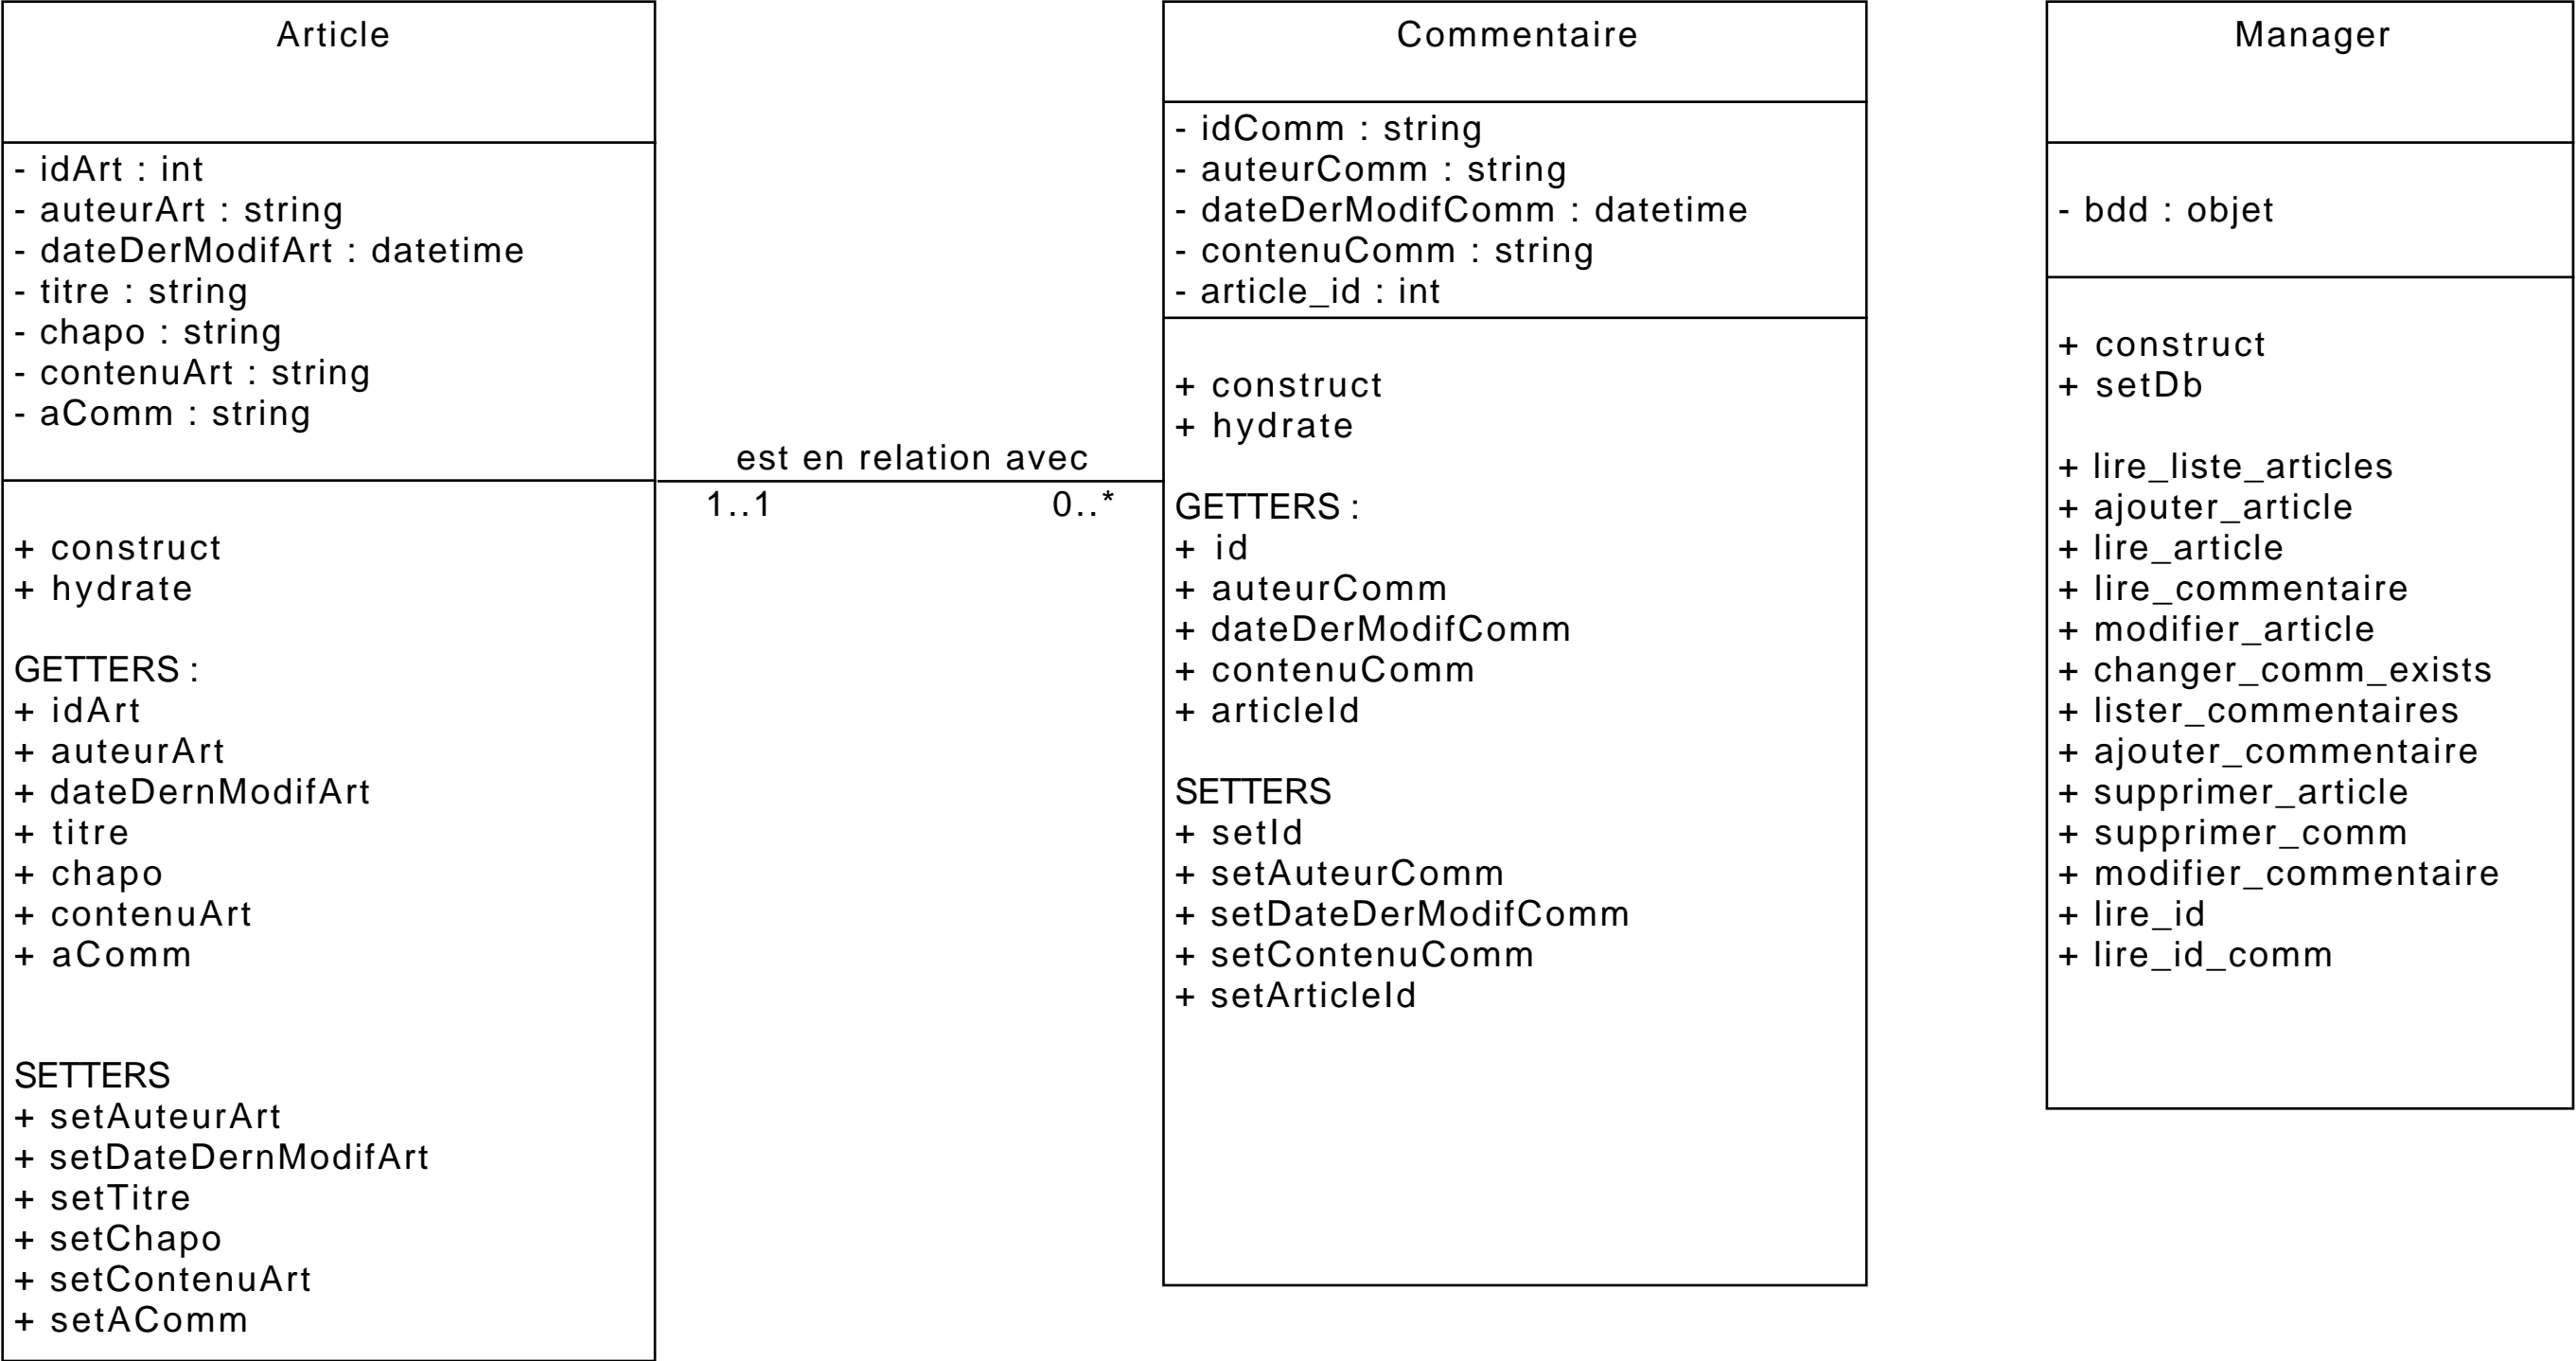 Article
- idArt : int
- auteurArt : string
- dateDerModifArt : datetime
- titre : string
- chapo : string
- contenuArt : string
- aComm : string
+ construct
+ hydrate
GETTERS :
+ idArt
+ auteurArt
+ dateDernModifArt
+ titre
+ chapo
+ contenuArt
+ aComm
SETTERS
+ setAuteurArt
+ setDateDernModifArt
+ setTitre
+ setChapo
+ setContenuArt
+ setAComm
est en relation avec
1..1 0..*
Commentaire
- idComm : string
- auteurComm : string
- dateDerModifComm : datetime
- contenuComm : string
- article_id : int
+ construct
+ hydrate
GETTERS :
+ id
+ auteurComm
+ dateDerModifComm
+ contenuComm
+ articleId
SETTERS
+ setId
+ setAuteurComm
+ setDateDerModifComm
+ setContenuComm
+ setArticleId
Manager
- bdd : objet
+ construct
+ setDb
+ lire_liste_articles
+ ajouter_article
+ lire_article
+ lire_commentaire
+ modifier_article
+ changer_comm_exists
+ lister_commentaires
+ ajouter_commentaire
+ supprimer_article
+ supprimer_comm
+ modifier_commentaire
+ lire_id
+ lire_id_comm